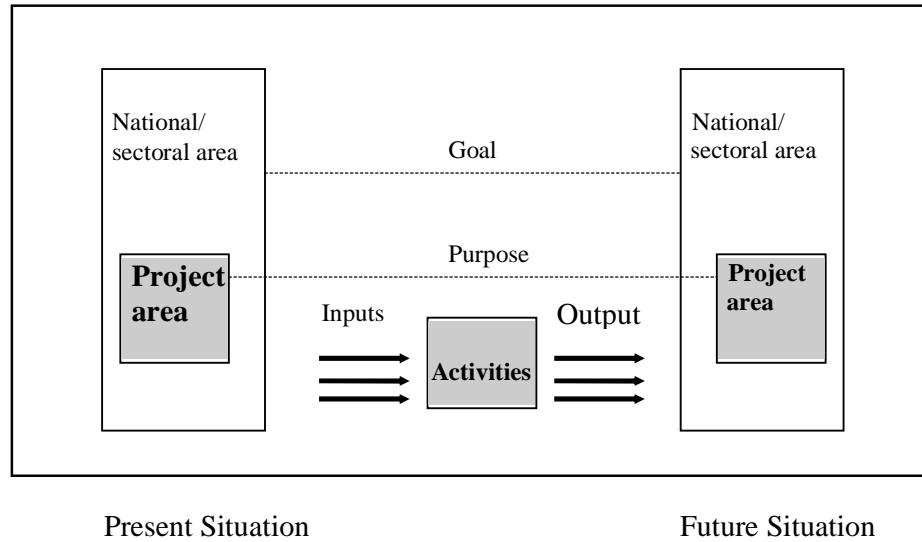 National/
sectoral area
Goal
National/
sectoral area
Purpose
Project
area
Inputs
Activities
Output
Project
area
Present Situation
Future Situation